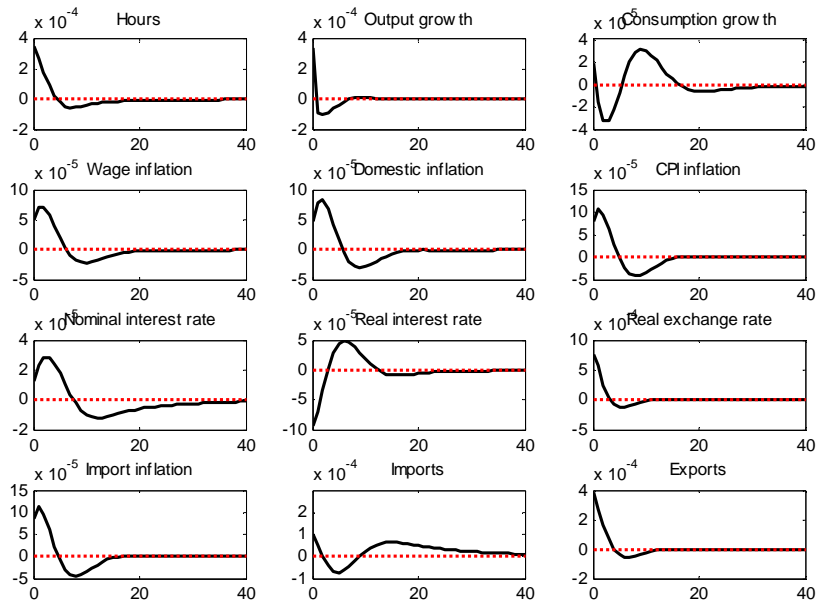 x 10⁻⁴ Hours
4
2
0
-2
0 20 40
x 10⁻⁴ Output growth
4
2
0
-2
0 20 40
x 10⁻⁵ Consumption growth
4
2
0
-2
-4
0 20 40
x 10⁻⁵ Wage inflation
10
5
0
-5
0 20 40
x 10⁻⁵ Domestic inflation
10
5
0
-5
0 20 40
x 10⁻⁵ CPI inflation
15
10
5
0
-5
0 20 40
x 10⁻⁵ Nominal interest rate
4
2
0
-2
0 20 40
x 10⁻⁵ Real interest rate
5
0
-5
-10
0 20 40
x 10 Real exchange rate
10
5
0
-5
0 20 40
x 10⁻⁵ Import inflation
15
10
5
0
-5
0 20 40
x 10⁻⁴ Imports
2
1
0
-1
0 20 40
x 10⁻⁴ Exports
4
2
0
-2
0 20 40